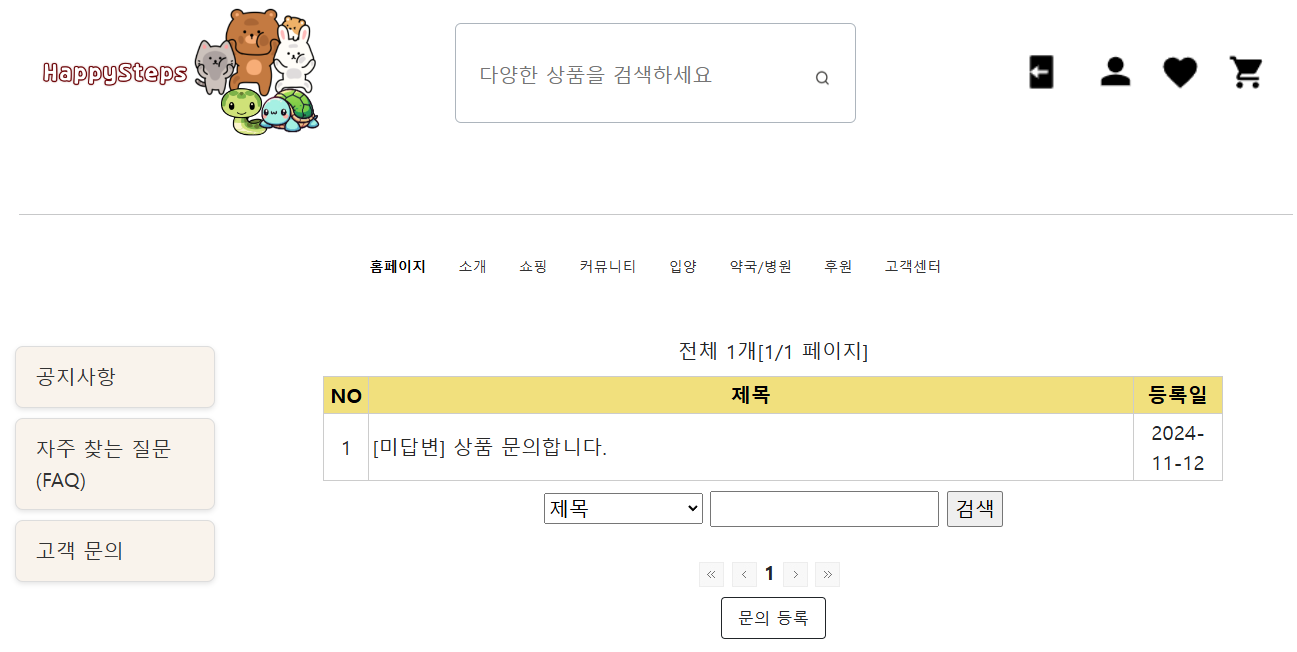 HappySteps
다양한 상품을 검색하세요
홈페이지 소개 쇼핑 커뮤니티 입양 약국/병원 후원 고객센터
공지사항
자주 찾는 질문
(FAQ)
고객 문의
전체 1개[1/1 페이지]
NO 제목 등록일
1 [미답변] 상품 문의합니다. 2024-
11-12
제목 검색
« ‹ 1 › »
문의 등록